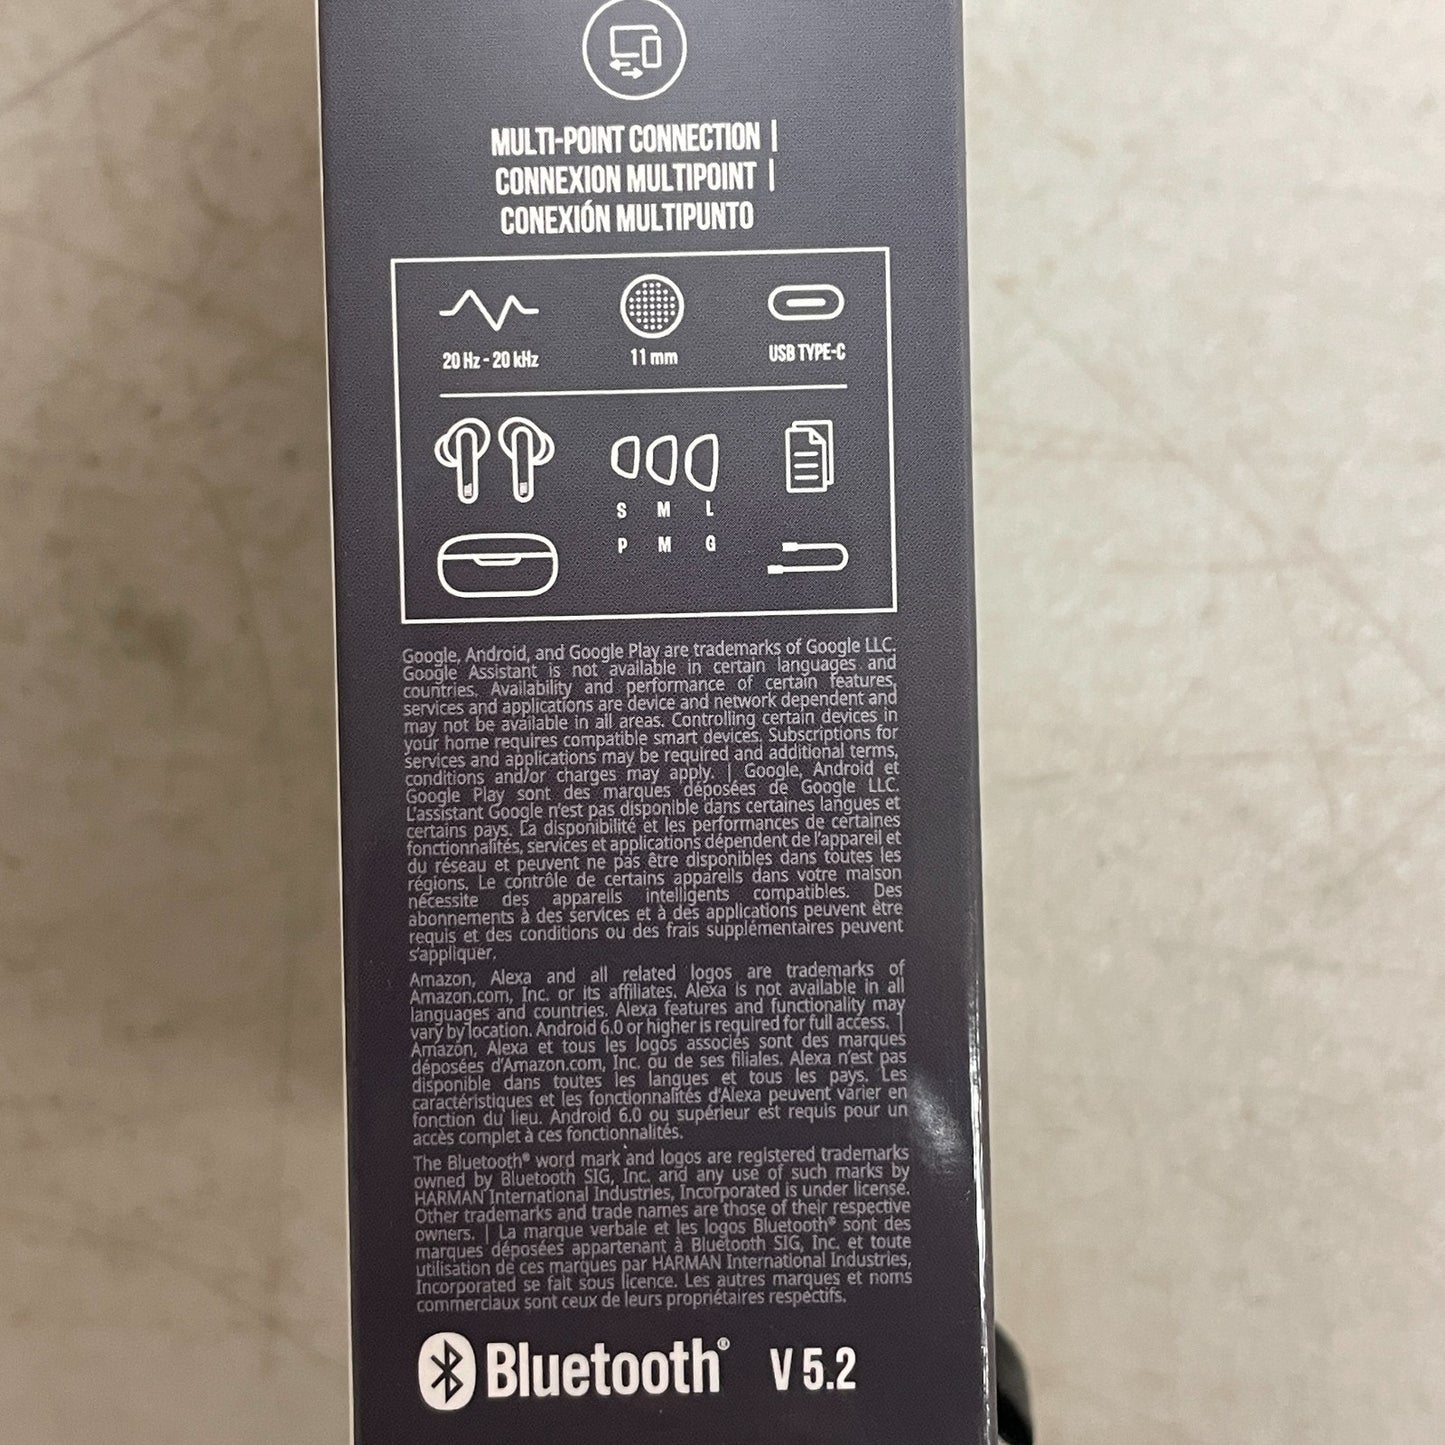 MULTI-POINT CONNECTION |
CONNEXION MULTIPOINT |
CONEXIÓN MULTIPUNTO
20 Hz - 20 kHz
11 mm
USB TYPE-C
S M L
P M G
Google, Android, and Google Play are trademarks of Google LLC.
Google Assistant is not available in certain languages and
countries. Availability and performance of certain features,
services and applications are device and network dependent and
may not be available in all areas. Controlling certain devices in
your home requires compatible smart devices. Subscriptions for
services and applications may be required and additional terms,
conditions and/or charges may apply. | Google, Android et
Google Play sont des marques déposées de Google LLC.
L'assistant Google n'est pas disponible dans certaines langues et
certains pays. La disponibilité et les performances de certaines
fonctionnalités, services et applications dépendent de l'appareil et
du réseau et peuvent ne pas être disponibles dans toutes les
régions. Le contrôle de certains appareils dans votre maison
nécessite des appareils intelligents compatibles. Des
abonnements à des services et à des applications peuvent être
requis et des conditions ou des frais supplémentaires peuvent
s'appliquer.
Amazon, Alexa and all related logos are trademarks of
Amazon.com, Inc. or its affiliates. Alexa is not available in all
languages and countries. Alexa features and functionality may
vary by location. Android 6.0 or higher is required for full access. |
Amazon, Alexa et tous les logos associés sont des marques
déposées d'Amazon.com, Inc. ou de ses filiales. Alexa n'est pas
disponible dans toutes les langues et tous les pays. Les
caractéristiques et les fonctionnalités d'Alexa peuvent varier en
fonction du lieu. Android 6.0 ou supérieur est requis pour un
accès complet à ces fonctionnalités.
The Bluetooth® word mark and logos are registered trademarks
owned by Bluetooth SIG, Inc. and any use of such marks by
HARMAN International Industries, Incorporated is under license.
Other trademarks and trade names are those of their respective
owners. | La marque verbale et les logos Bluetooth® sont des
marques déposées appartenant à Bluetooth SIG, Inc. et toute
utilisation de ces marques par HARMAN International Industries,
Incorporated se fait sous licence. Les autres marques et noms
commerciaux sont ceux de leurs propriétaires respectifs.
Bluetooth® V 5.2